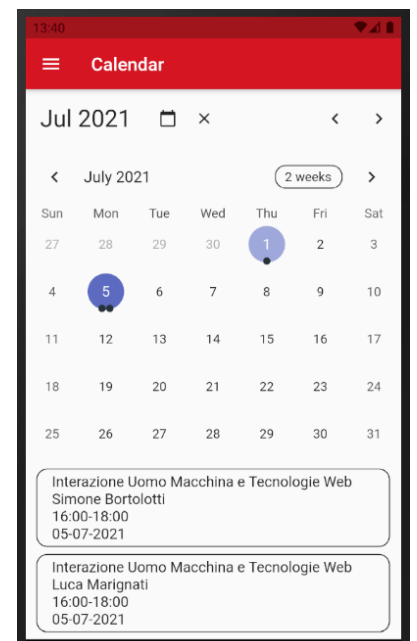 13:40
Calendar
Jul 2021
July 2021 2 weeks
Sun Mon Tue Wed Thu Fri Sat
27 28 29 30 1 2 3
4 5 6 7 8 9 10
11 12 13 14 15 16 17
18 19 20 21 22 23 24
25 26 27 28 29 30 31
Interazione Uomo Macchina e Tecnologie Web
Simone Bortolotti
16:00-18:00
05-07-2021
Interazione Uomo Macchina e Tecnologie Web
Luca Marignati
16:00-18:00
05-07-2021